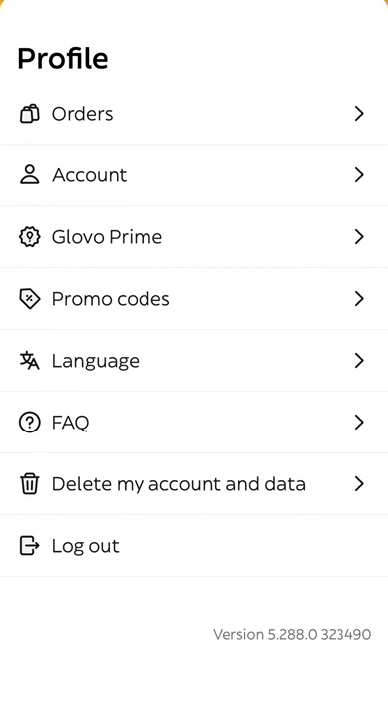 Profile
Orders
Account
Glovo Prime
Promo codes
Language
FAQ
Delete my account and data
Log out
Version 5.288.0 323490